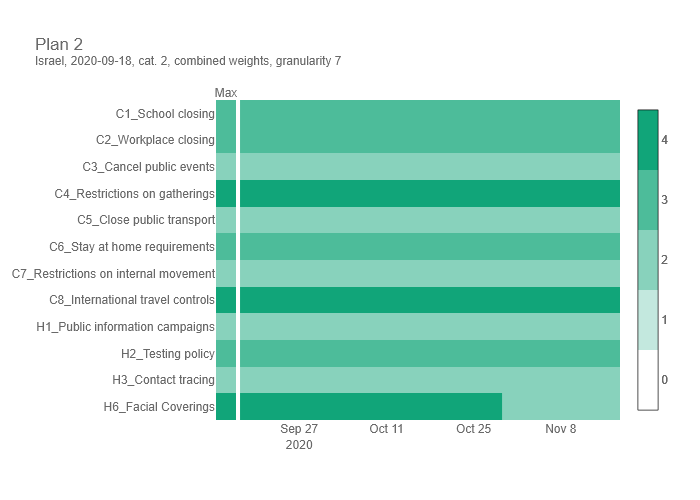 Plan 2
Israel, 2020-09-18, cat. 2, combined weights, granularity 7
Max
C1_School closing
C2_Workplace closing
C3_Cancel public events
C4_Restrictions on gatherings
C5_Close public transport
C6_Stay at home requirements
C7_Restrictions on internal movement
C8_International travel controls
H1_Public information campaigns
H2_Testing policy
H3_Contact tracing
H6_Facial Coverings
Sep 27 Oct 11 Oct 25 Nov 8
2020
4
3
2
1
0